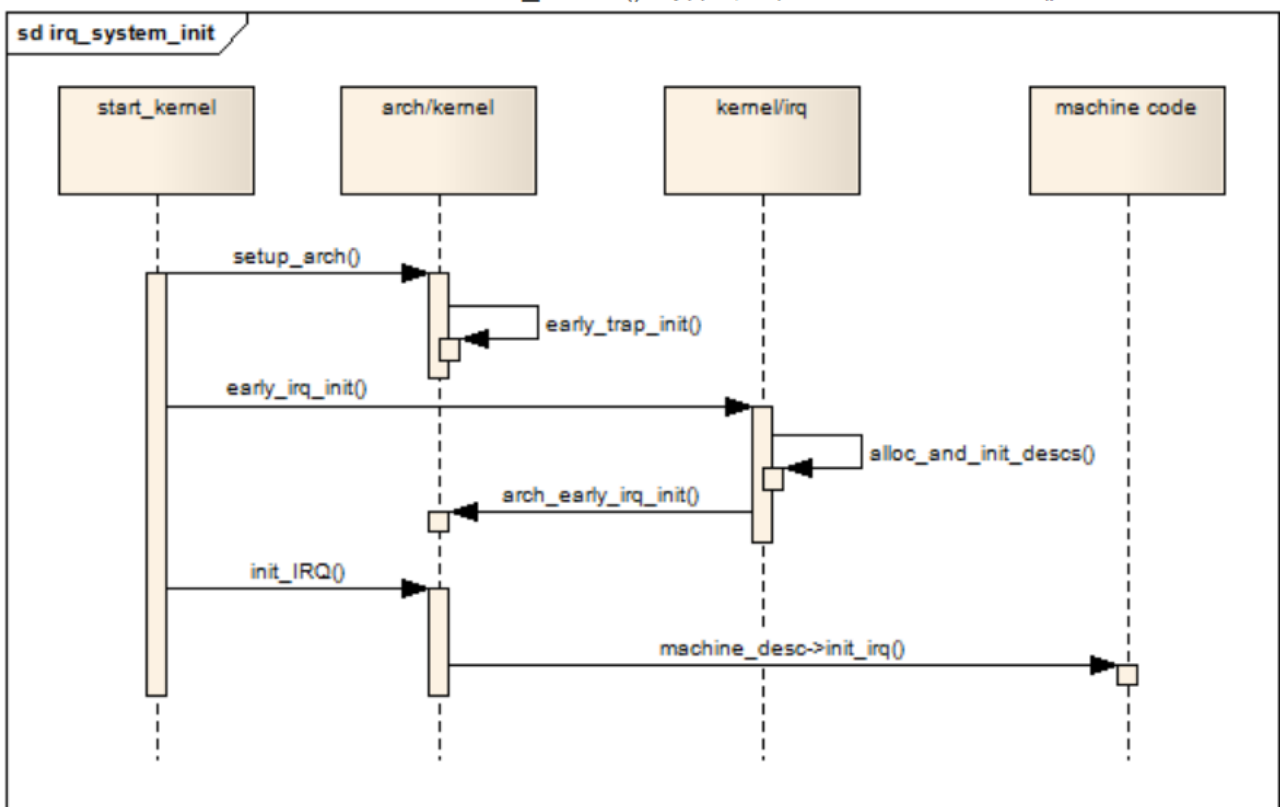 sd irq_system_init
start_kernel
arch/kernel
kernel/irq
machine code
setup_arch()
early_trap_init()
early_irq_init()
alloc_and_init_descs()
arch_early_irq_init()
init_IRQ()
machine_desc->init_irq()